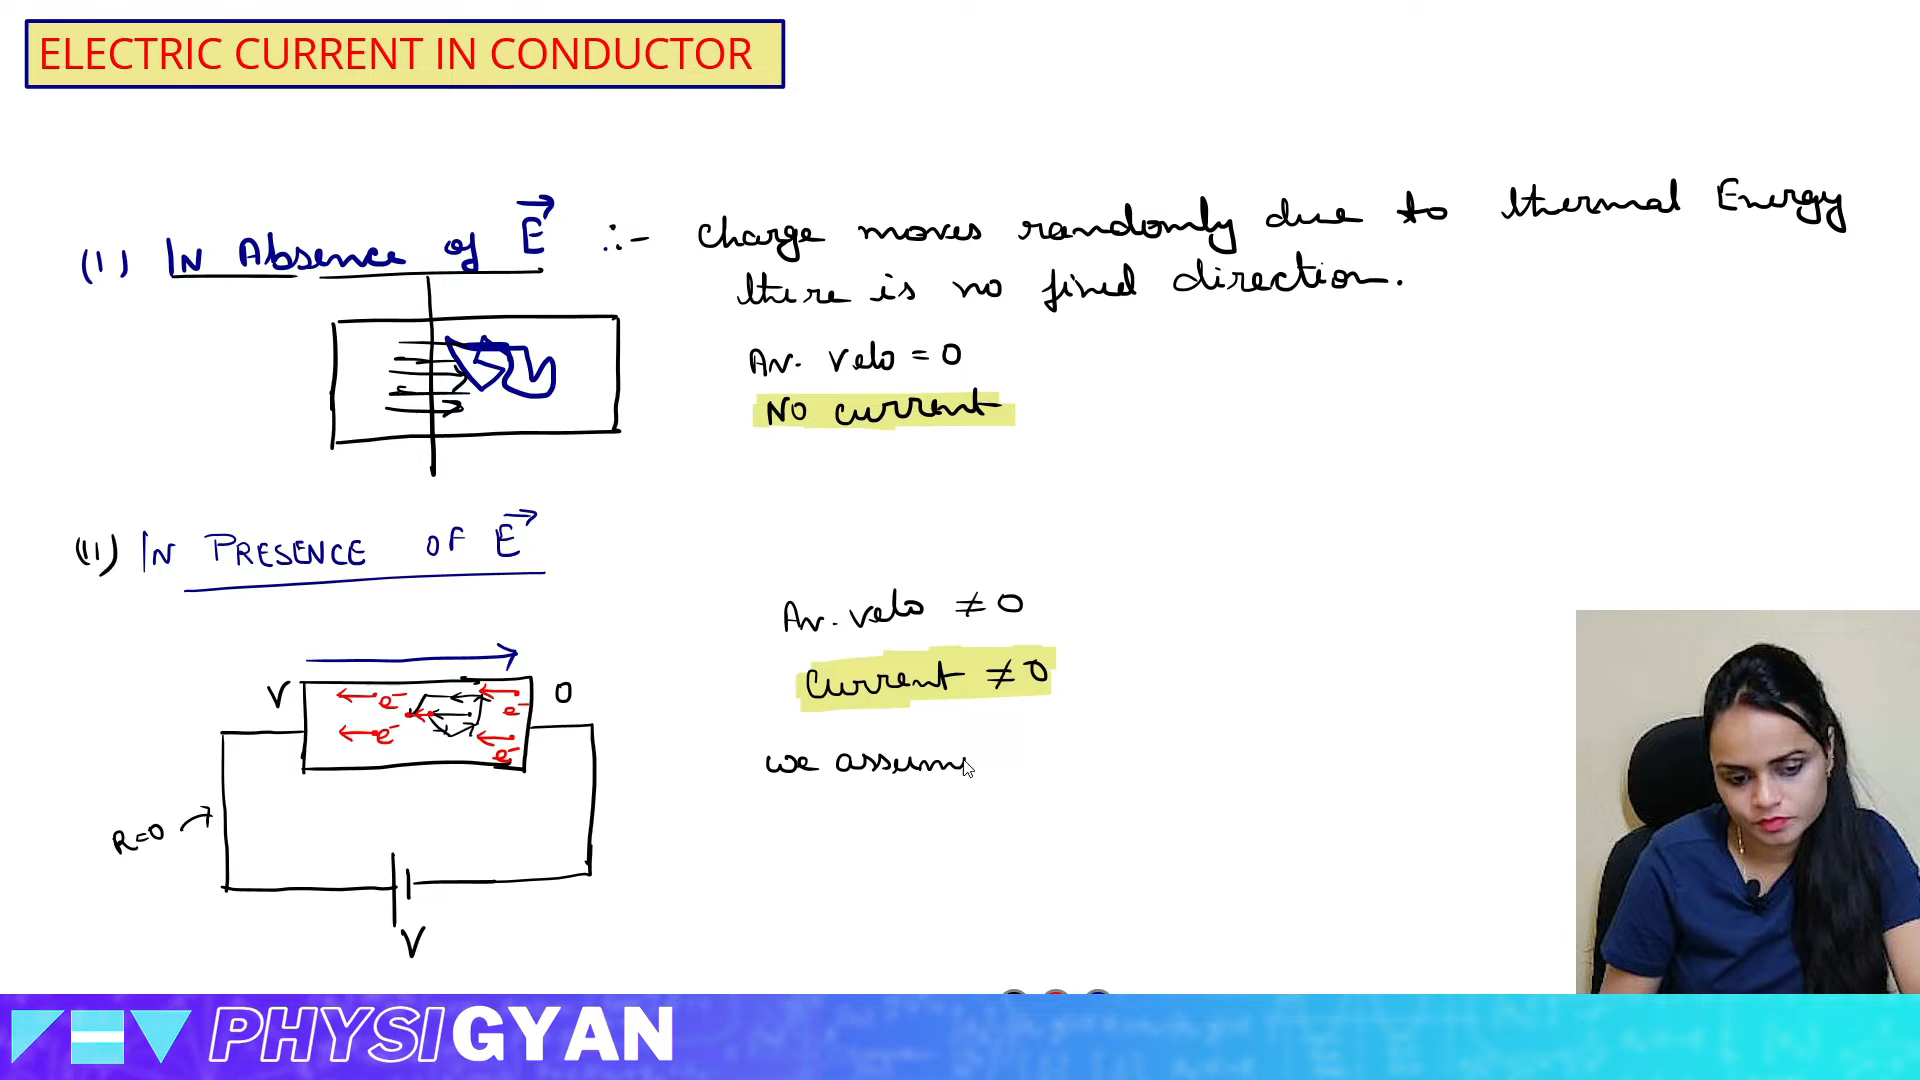 ELECTRIC CURRENT IN CONDUCTOR
(I) IN Absence of E :- Charge moves randomly due to thermal Energy
there is no fixed direction.
Av. velo = 0
NO current
(II) IN PRESENCE OF E
Av. velo ≠ 0
Current ≠ 0
V e⁻ e⁻ 0
e⁻ e⁻
we assum
R=0
V
PHYSIGYAN